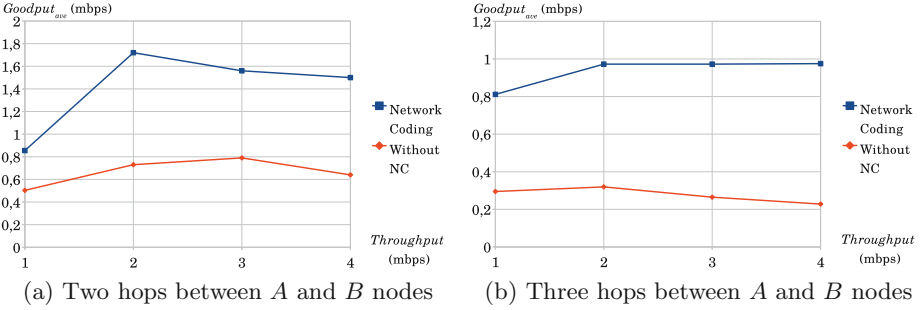 Goodput_ave (mbps)
2
1,8
1,6
1,4
1,2
1
0,8
0,6
0,4
0,2
0
1 2 3 4
Network
Coding
Without
NC
Throughput
(mbps)
(a) Two hops between A and B nodes
Goodput_ave (mbps)
1,2
1
0,8
0,6
0,4
0,2
0
1 2 3 4
Network
Coding
Without
NC
Throughput
(mbps)
(b) Three hops between A and B nodes